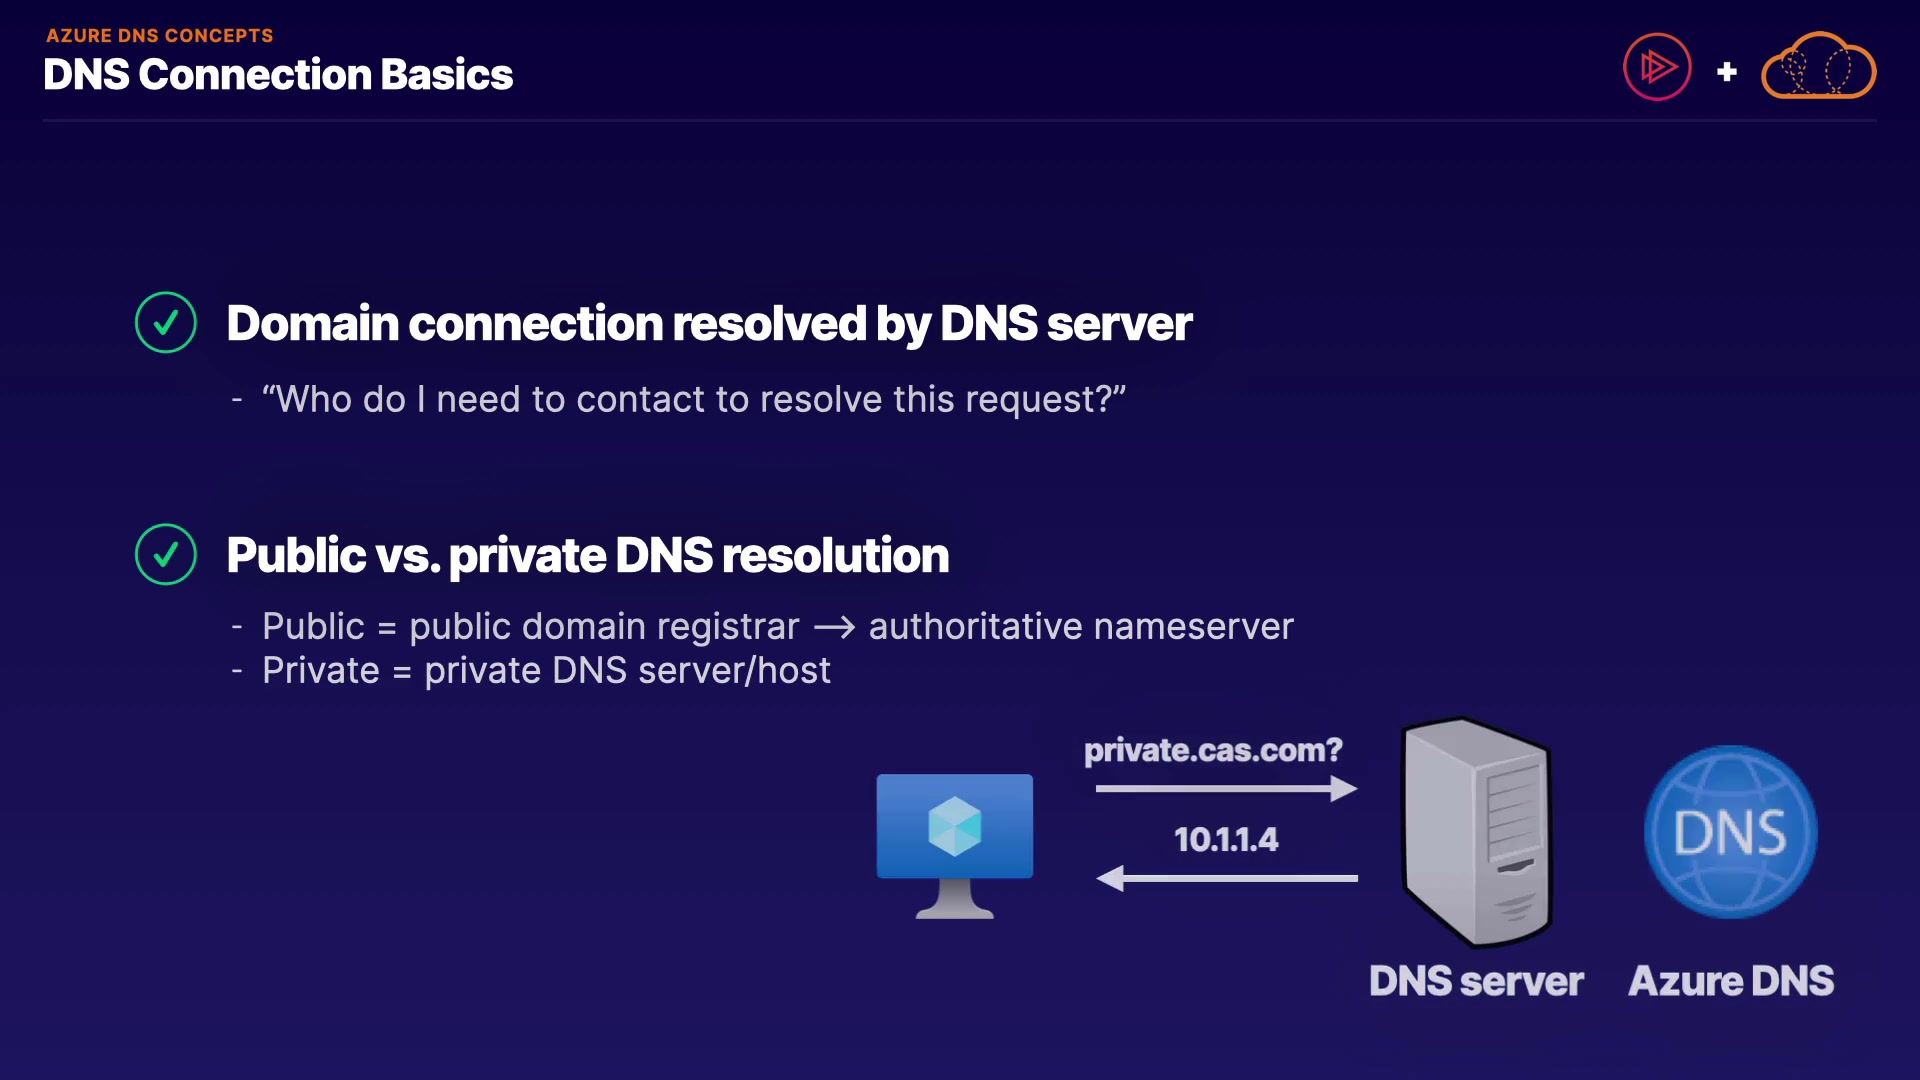 AZURE DNS CONCEPTS
DNS Connection Basics
Domain connection resolved by DNS server
- “Who do I need to contact to resolve this request?”
Public vs. private DNS resolution
- Public = public domain registrar → authoritative nameserver
- Private = private DNS server/host
private.cas.com?
10.1.1.4
DNS
DNS server
Azure DNS